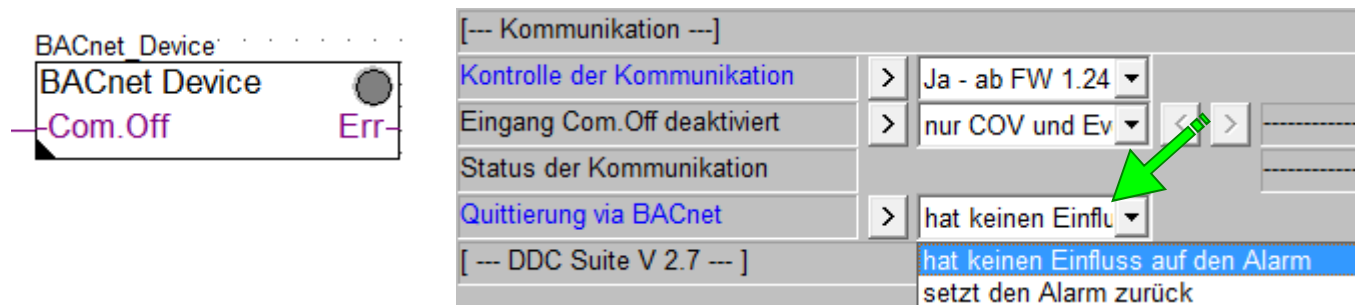 BACnet_Device
BACnet Device
Com.Off Err
[--- Kommunikation ---]
Kontrolle der Kommunikation > Ja - ab FW 1.24
Eingang Com.Off deaktiviert > nur COV und Ev < > ------------
Status der Kommunikation ------------
Quittierung via BACnet > hat keinen Einflu
[ --- DDC Suite V 2.7 --- ] hat keinen Einfluss auf den Alarm
setzt den Alarm zurück